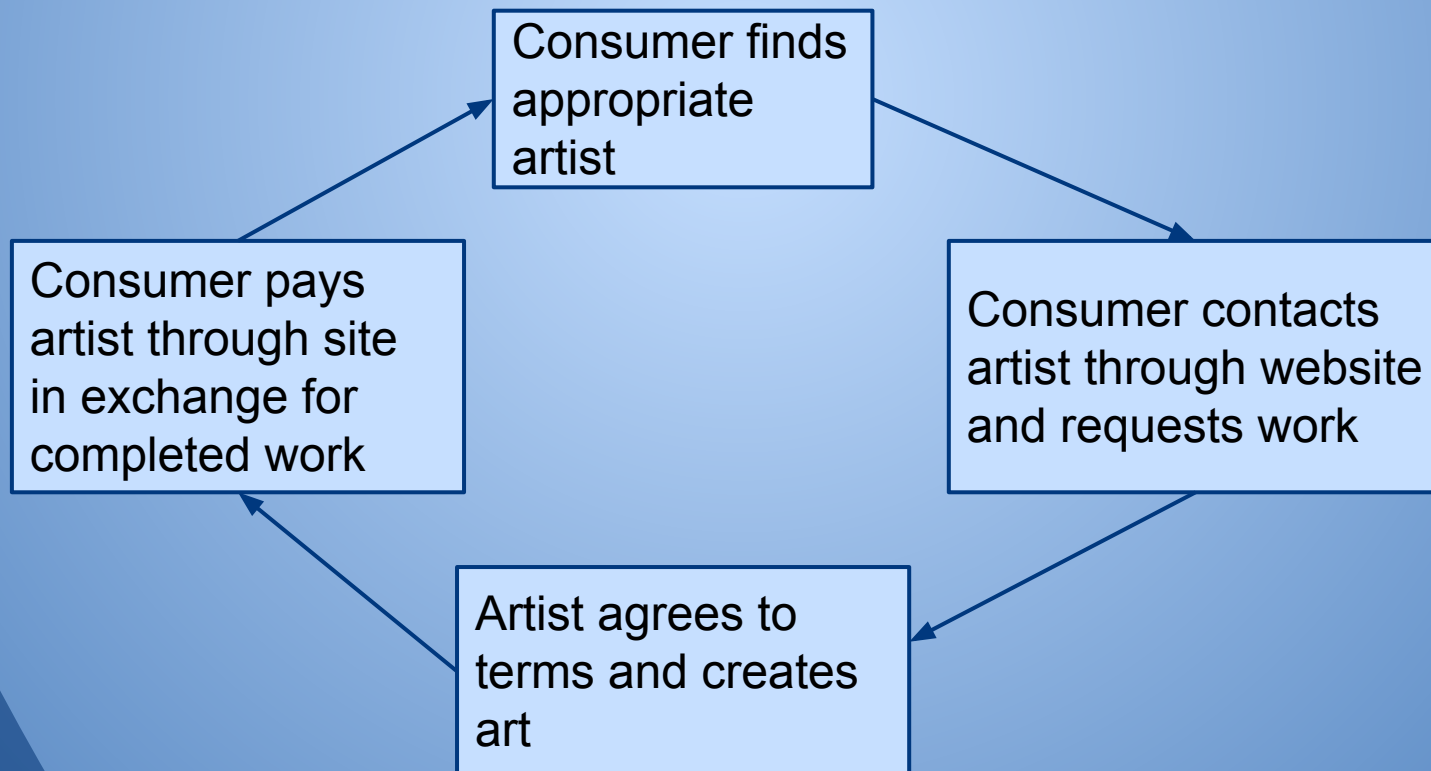 Consumer finds
appropriate
artist
Consumer pays
artist through site
in exchange for
completed work
Consumer contacts
artist through website
and requests work
Artist agrees to
terms and creates
art